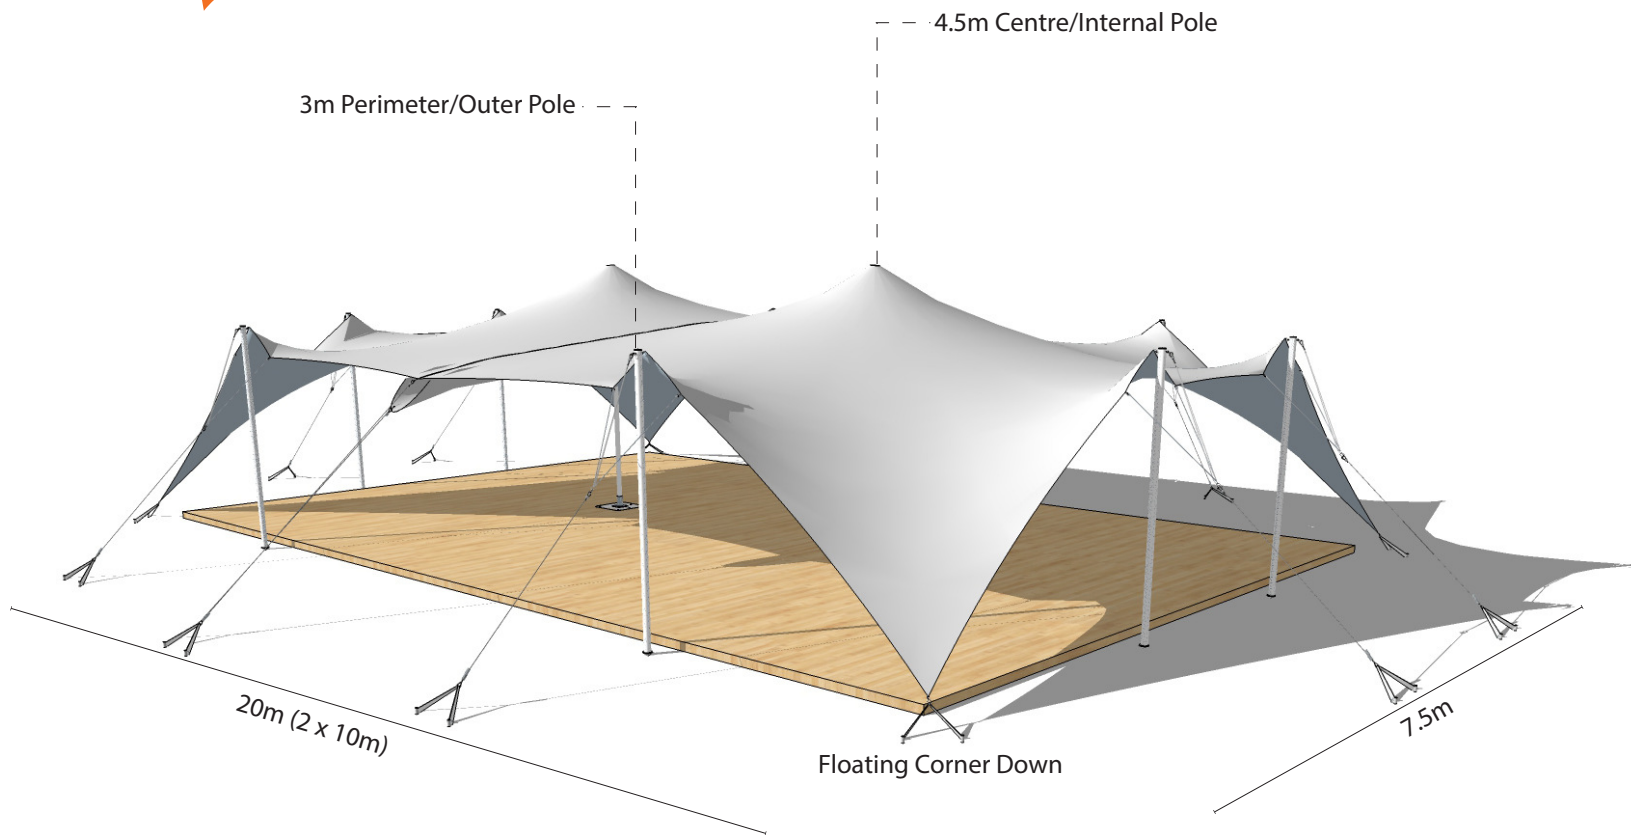 4.5m Centre/Internal Pole
3m Perimeter/Outer Pole
20m (2 x 10m)
7.5m
Floating Corner Down